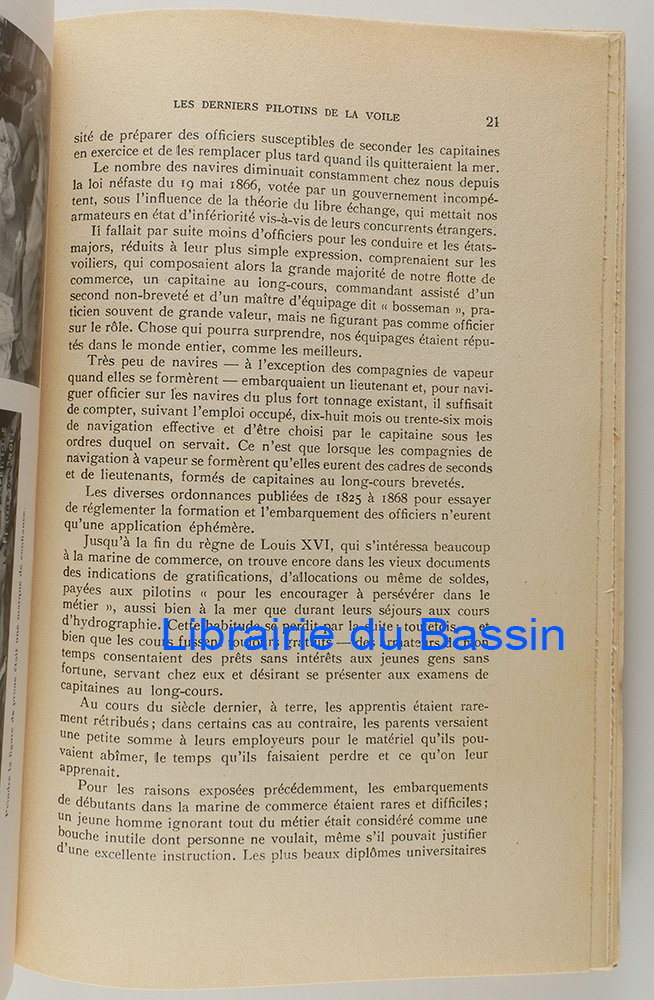 LES DERNIERS PILOTINS DE LA VOILE
21
sité de préparer des officiers susceptibles de seconder les capitaines
en exercice et de les remplacer plus tard quand ils quitteraient la mer.
Le nombre des navires diminuait constamment chez nous depuis
la loi néfaste du 19 mai 1866, votée par un gouvernement incompé-
tent, sous l'influence de la théorie du libre échange, qui mettait nos
armateurs en état d'infériorité vis-à-vis de leurs concurrents étrangers.
Il fallait par suite moins d'officiers pour les conduire et les états-
majors, réduits à leur plus simple expression, comprenaient sur les
voiliers, qui composaient alors la grande majorité de notre flotte de
commerce, un capitaine au long-cours, commandant assisté d'un
second non-breveté et d'un maître d'équipage dit « bosseman », pra-
ticien souvent de grande valeur, mais ne figurant pas comme officier
sur le rôle. Chose qui pourra surprendre, nos équipages étaient répu-
tés dans le monde entier, comme les meilleurs.
Très peu de navires — à l'exception des compagnies de vapeur
quand elles se formèrent — embarquaient un lieutenant et, pour navi-
guer officier sur les navires du plus fort tonnage existant, il suffisait
de compter, suivant l'emploi occupé, dix-huit mois ou trente-six mois
de navigation effective et d'être choisi par le capitaine sous les
ordres duquel on servait. Ce n'est que lorsque les compagnies de
navigation à vapeur se formèrent qu'elles eurent des cadres de seconds
et de lieutenants, formés de capitaines au long-cours brevetés.
Les diverses ordonnances publiées de 1825 à 1868 pour essayer
de réglementer la formation et l'embarquement des officiers n'eurent
qu'une application éphémère.
Jusqu'à la fin du règne de Louis XVI, qui s'intéressa beaucoup
à la marine de commerce, on trouve encore dans les vieux documents
des indications de gratifications, d'allocations ou même de soldes,
payées aux pilotins « pour les encourager à persévérer dans le
métier », aussi bien à la mer que durant leurs séjours aux cours
d'hydrographie. Cette habitude se perdit par la suite ; toutefois — et
bien que les cours fussent toujours gratuits — des armateurs de mon
temps consentaient des prêts sans intérêts aux jeunes gens sans
fortune, servant chez eux et désirant se présenter aux examens de
capitaines au long-cours.
Au cours du siècle dernier, à terre, les apprentis étaient rare-
ment rétribués ; dans certains cas au contraire, les parents versaient
une petite somme à leurs employeurs pour le matériel qu'ils pou-
vaient abîmer, le temps qu'ils faisaient perdre et ce qu'on leur
apprenait.
Pour les raisons exposées précédemment, les embarquements
de débutants dans la marine de commerce étaient rares et difficiles ;
un jeune homme ignorant tout du métier était considéré comme une
bouche inutile dont personne ne voulait, même s'il pouvait justifier
d'une excellente instruction. Les plus beaux diplômes universitaires
Librairie du Bassin
Peindre la figure de proue était une marque de confiance.